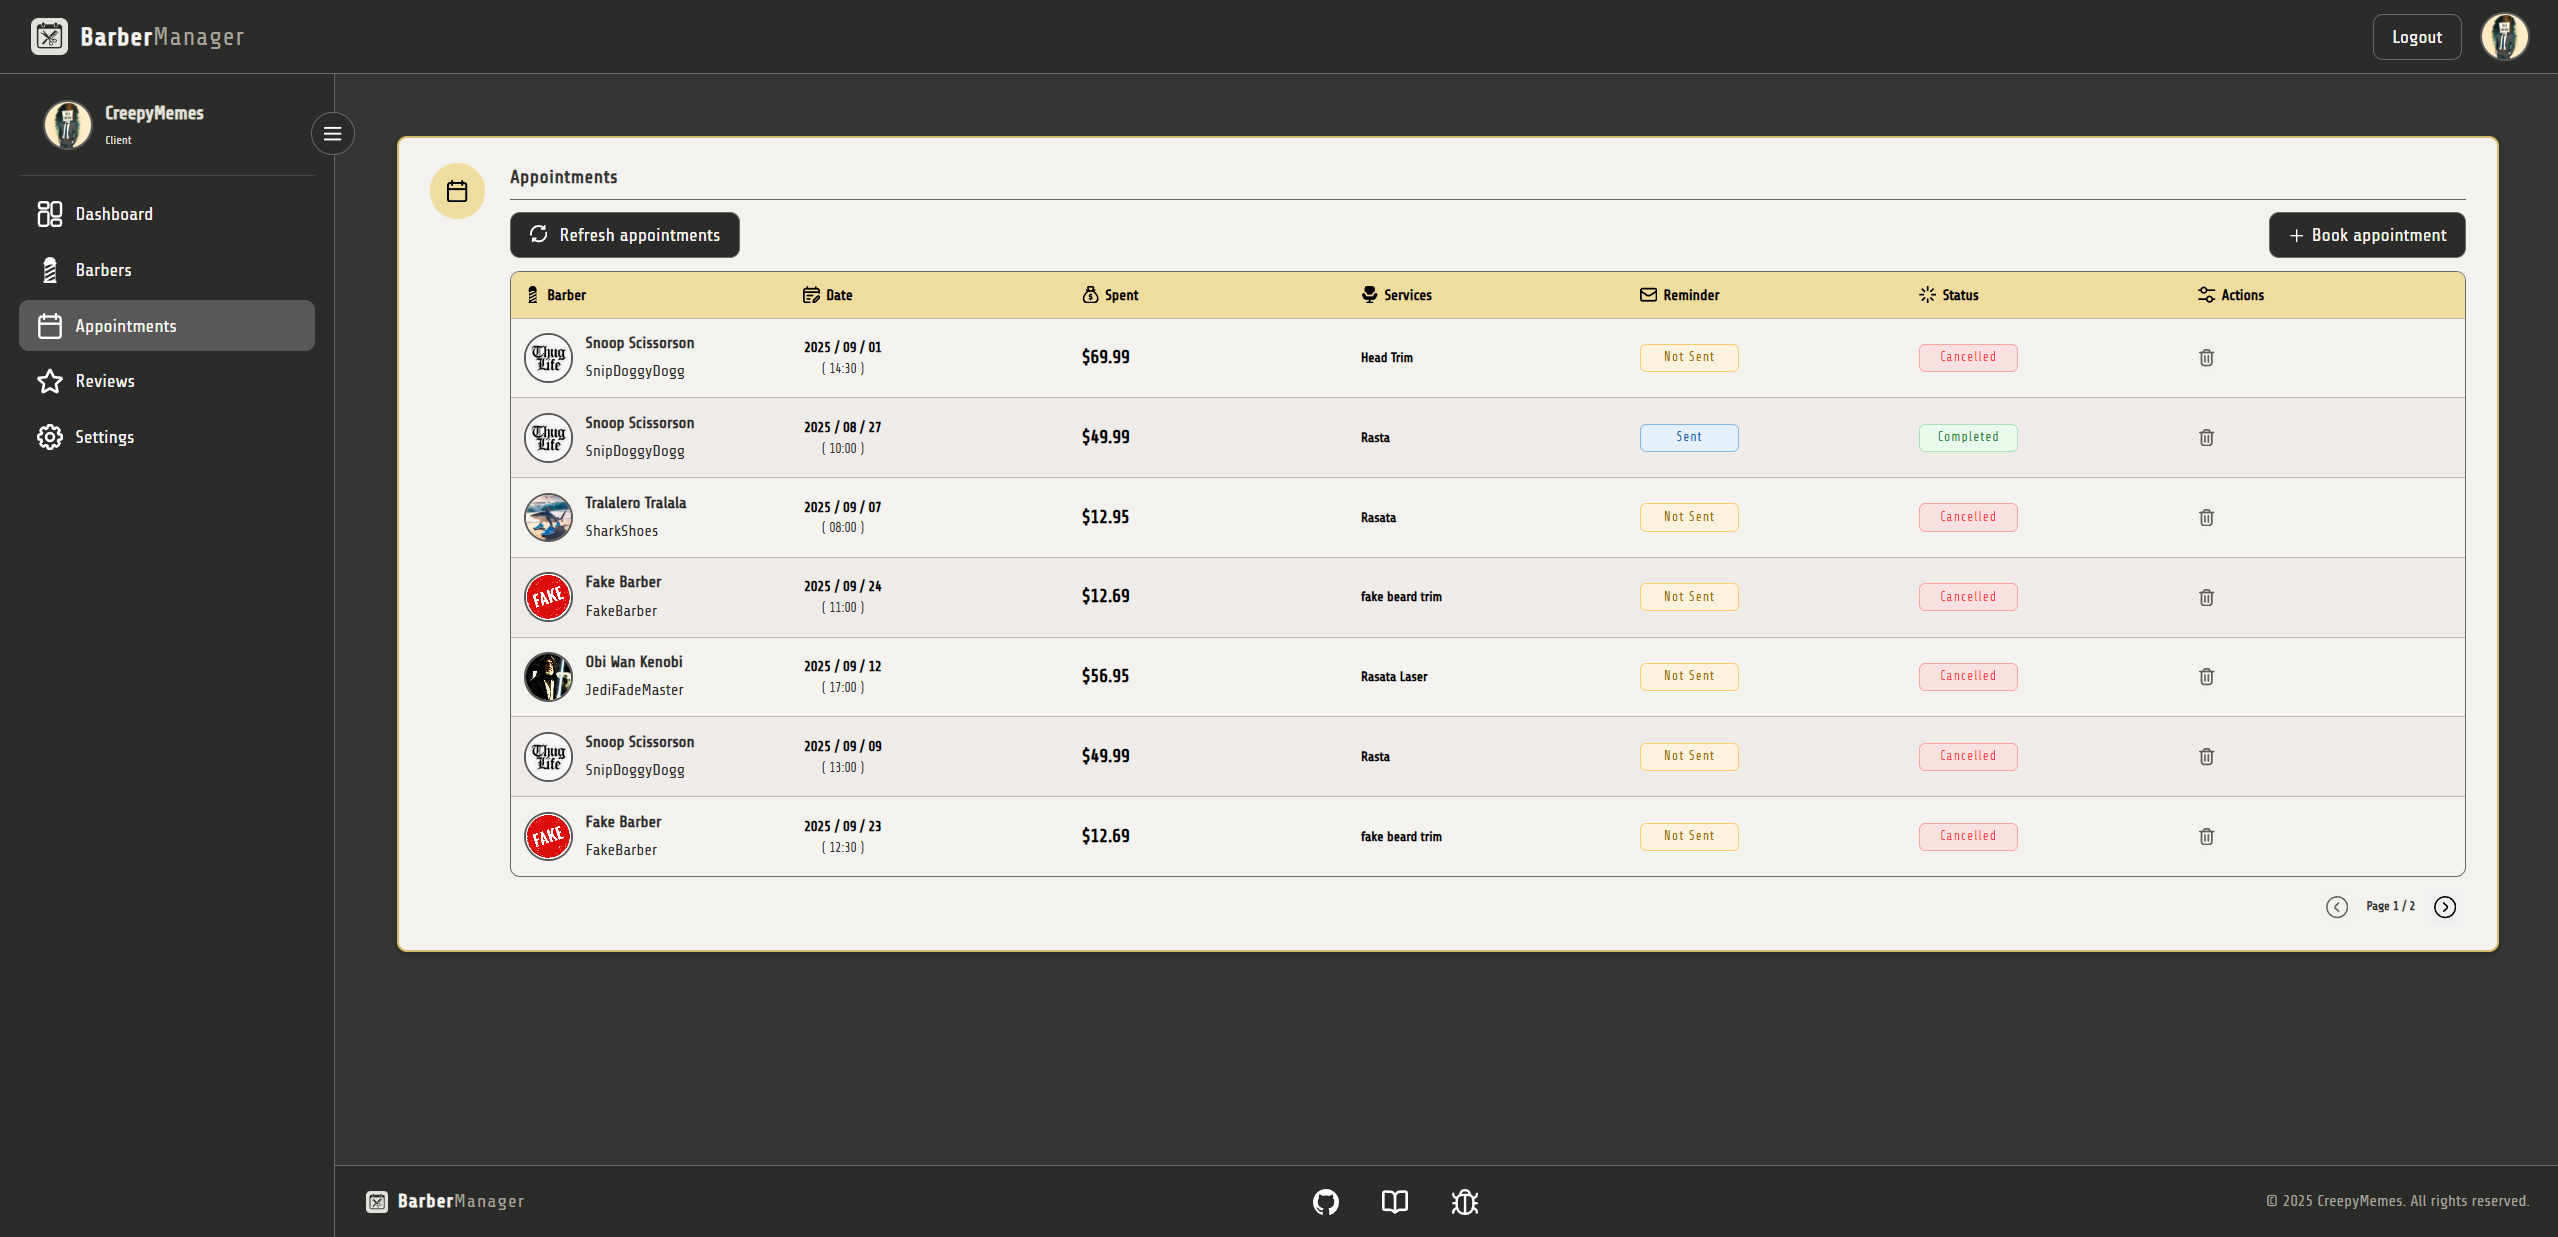 BarberManager
Logout
CreepyMemes
Client
Dashboard
Barbers
Appointments
Reviews
Settings
Appointments
Refresh appointments
Book appointment
Barber Date Spent Services Reminder Status Actions
Thug Life Snoop Scissorson SnipDoggyDogg 2025 / 09 / 01 ( 14:30 ) $69.99 Head Trim Not Sent Cancelled
Thug Life Snoop Scissorson SnipDoggyDogg 2025 / 08 / 27 ( 10:00 ) $49.99 Rasta Sent Completed
Tralalero Tralala SharkShoes 2025 / 09 / 07 ( 08:00 ) $12.95 Rasata Not Sent Cancelled
FAKE Fake Barber FakeBarber 2025 / 09 / 24 ( 11:00 ) $12.69 fake beard trim Not Sent Cancelled
Obi Wan Kenobi JediFadeMaster 2025 / 09 / 12 ( 17:00 ) $56.95 Rasata Laser Not Sent Cancelled
Thug Life Snoop Scissorson SnipDoggyDogg 2025 / 09 / 09 ( 13:00 ) $49.99 Rasta Not Sent Cancelled
FAKE Fake Barber FakeBarber 2025 / 09 / 23 ( 12:30 ) $12.69 fake beard trim Not Sent Cancelled
Page 1 / 2
BarberManager
© 2025 CreepyMemes. All rights reserved.